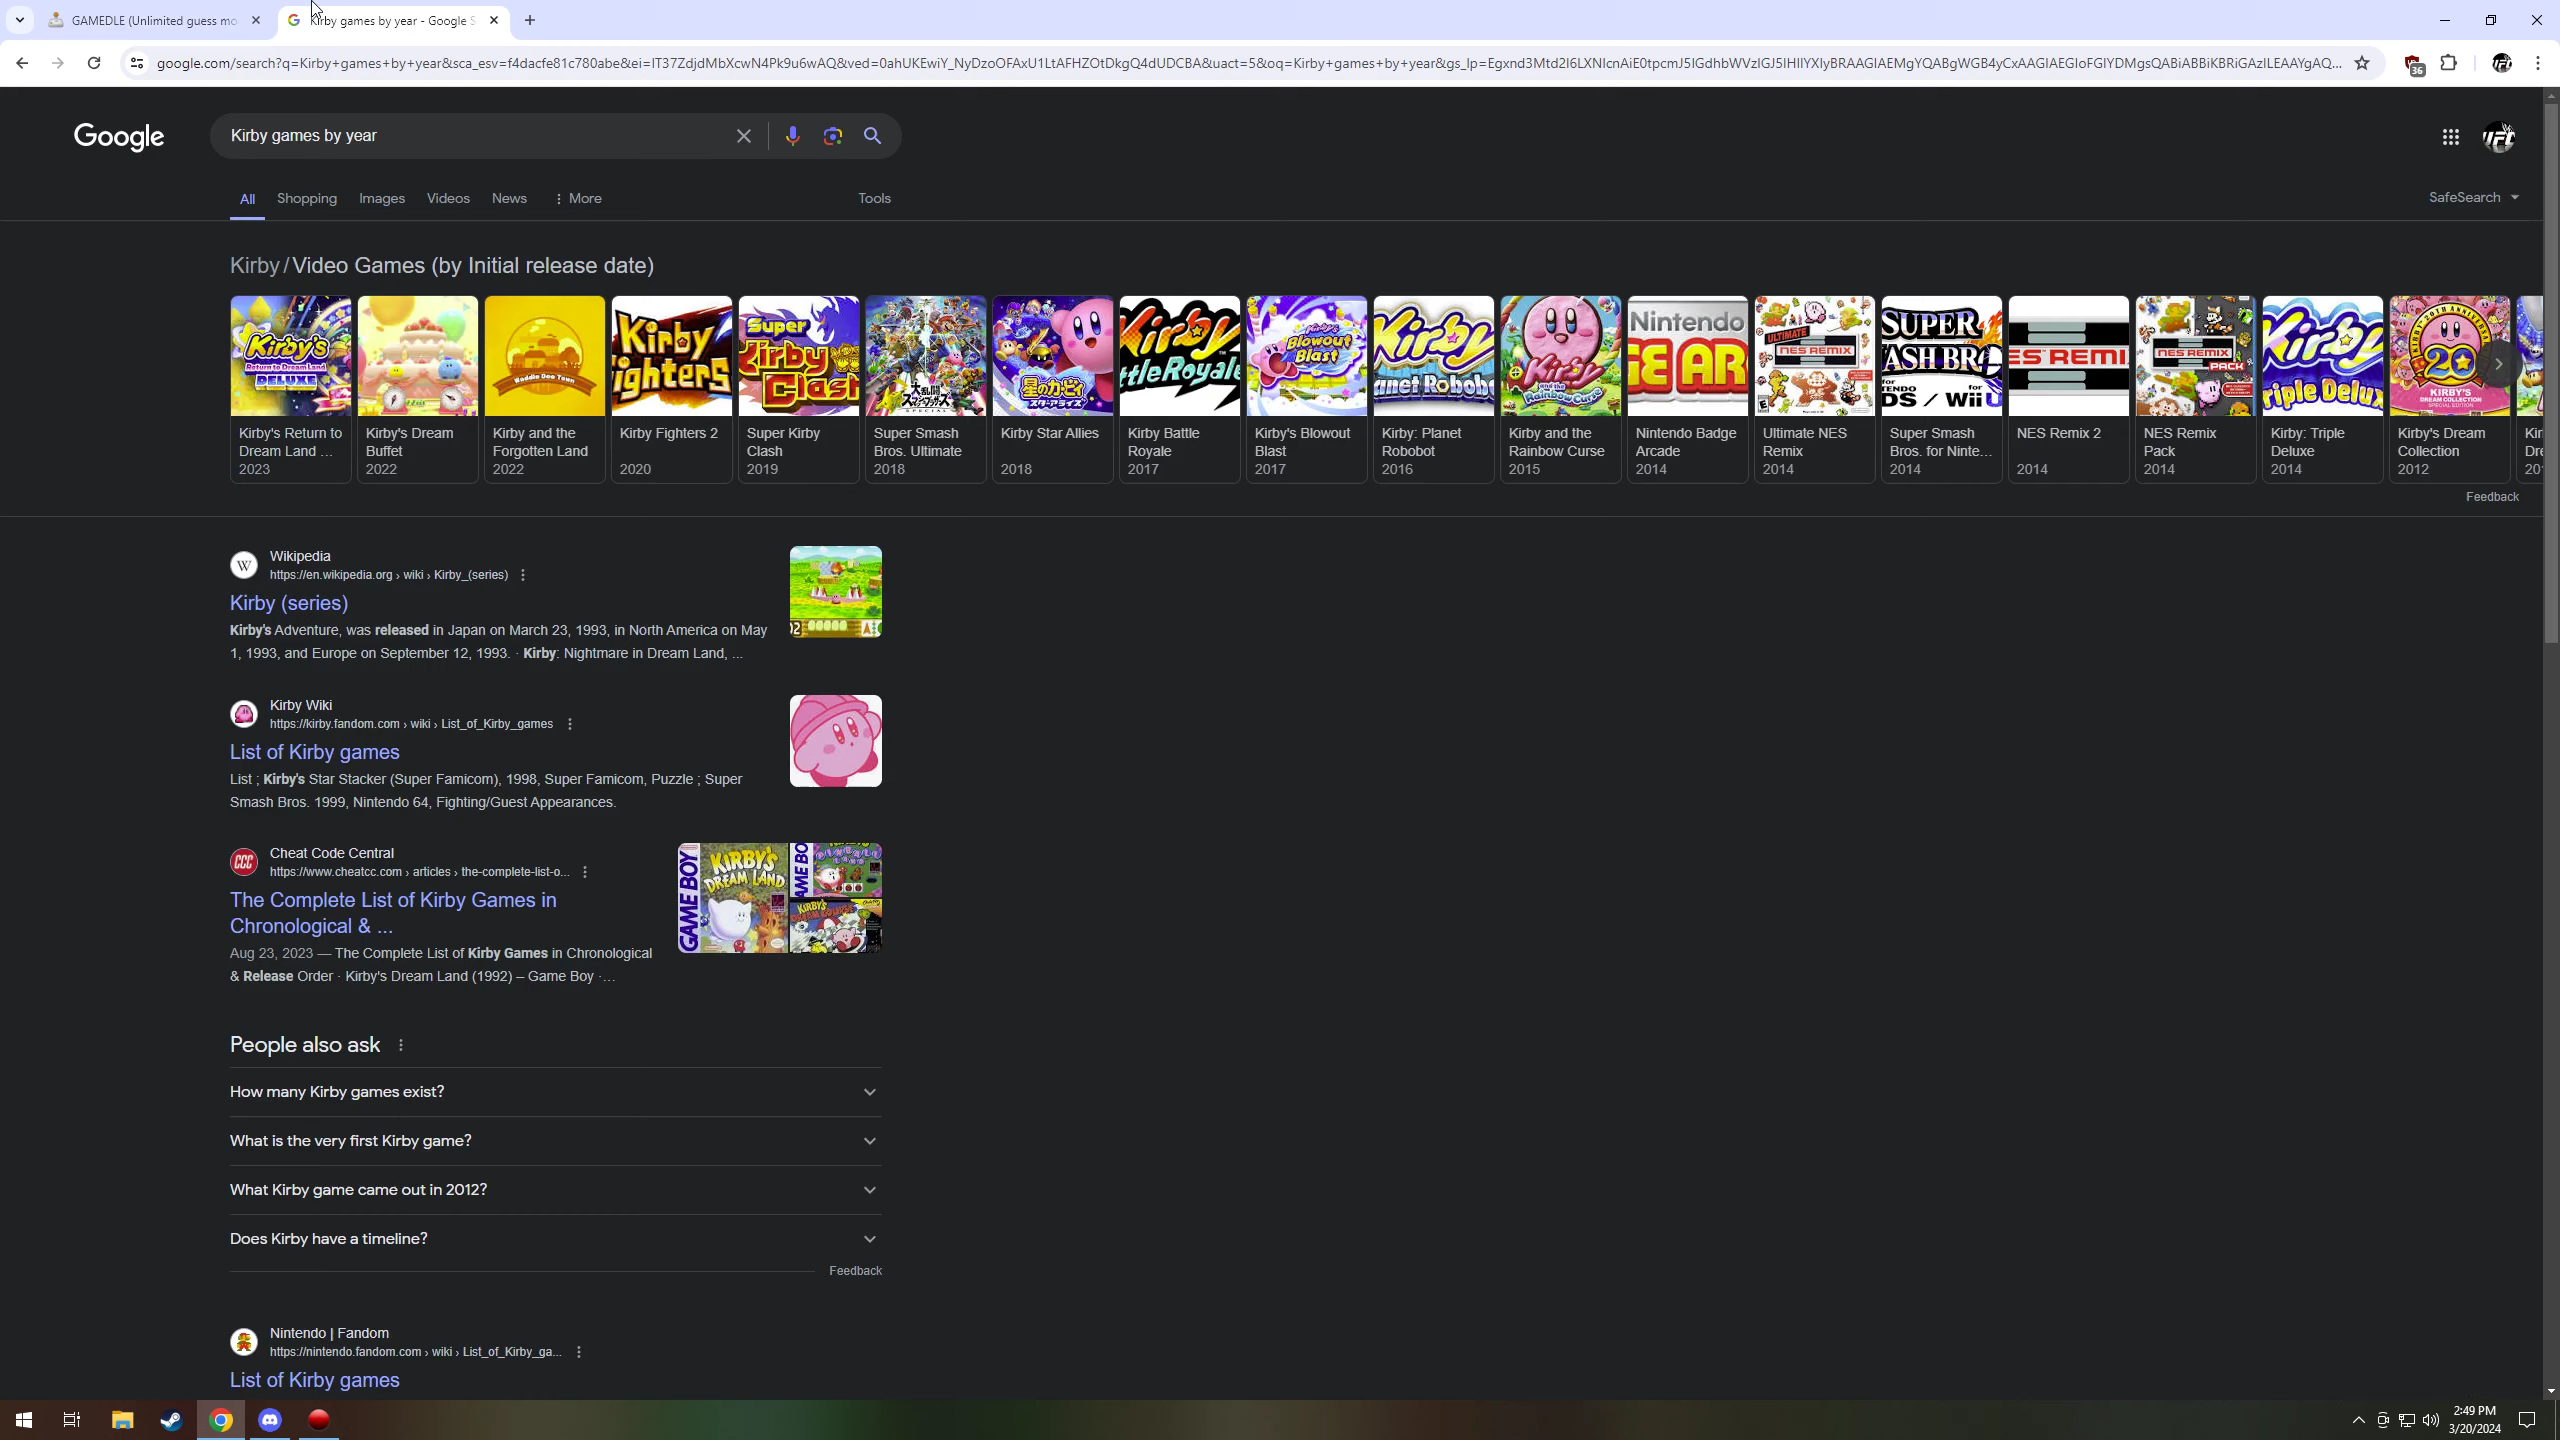 GAMEDLE (Unlimited guess mo
Kirby games by year - Google S
google.com/search?q=Kirby+games+by+year&sca_esv=f4dacfe81c780abe&ei=IT37ZdjdMbXcwN4Pk9u6wAQ&ved=0ahUKEwiY_NyDzoOFAxU1LtAFHZOtDkgQ4dUDCBA&uact=5&oq=Kirby+games+by+year&gs_lp=Egxnd3Mtd2l6LXNlcnAiE0tpcmJ5IGdhbWVzIGJ5IHllYXIyBRAAGIAEMgYQABgWGB4yCxAAGIAEGIoFGIYDMgsQABiABBiKBRiGAzILEAAYgAQ...
36
Google
Kirby games by year
All
Shopping
Images
Videos
News
More
Tools
SafeSearch
Kirby/Video Games (by Initial release date)
Kirby's Return to
Dream Land ...
2023
Kirby's Dream
Buffet
2022
Kirby and the
Forgotten Land
2022
Kirby Fighters 2
2020
Super Kirby
Clash
2019
Super Smash
Bros. Ultimate
2018
Kirby Star Allies
2018
Kirby Battle
Royale
2017
Kirby's Blowout
Blast
2017
Kirby: Planet
Robobot
2016
Kirby and the
Rainbow Curse
2015
Nintendo Badge
Arcade
2014
Ultimate NES
Remix
2014
Super Smash
Bros. for Ninte...
2014
NES Remix 2
2014
NES Remix
Pack
2014
Kirby: Triple
Deluxe
2014
Kirby's Dream
Collection
2012
Feedback
Wikipedia
https://en.wikipedia.org › wiki › Kirby_(series)
Kirby (series)
Kirby's Adventure, was released in Japan on March 23, 1993, in North America on May
1, 1993, and Europe on September 12, 1993. · Kirby: Nightmare in Dream Land, ...
Kirby Wiki
https://kirby.fandom.com › wiki › List_of_Kirby_games
List of Kirby games
List ; Kirby's Star Stacker (Super Famicom), 1998, Super Famicom, Puzzle ; Super
Smash Bros. 1999, Nintendo 64, Fighting/Guest Appearances.
Cheat Code Central
https://www.cheatcc.com › articles › the-complete-list-o...
The Complete List of Kirby Games in
Chronological & ...
Aug 23, 2023 — The Complete List of Kirby Games in Chronological
& Release Order · Kirby's Dream Land (1992) – Game Boy ·...
GAME BOY
KIRBY'S
DREAM LAND
People also ask
How many Kirby games exist?
What is the very first Kirby game?
What Kirby game came out in 2012?
Does Kirby have a timeline?
Feedback
Nintendo | Fandom
https://nintendo.fandom.com › wiki › List_of_Kirby_ga...
List of Kirby games
2:49 PM
3/20/2024